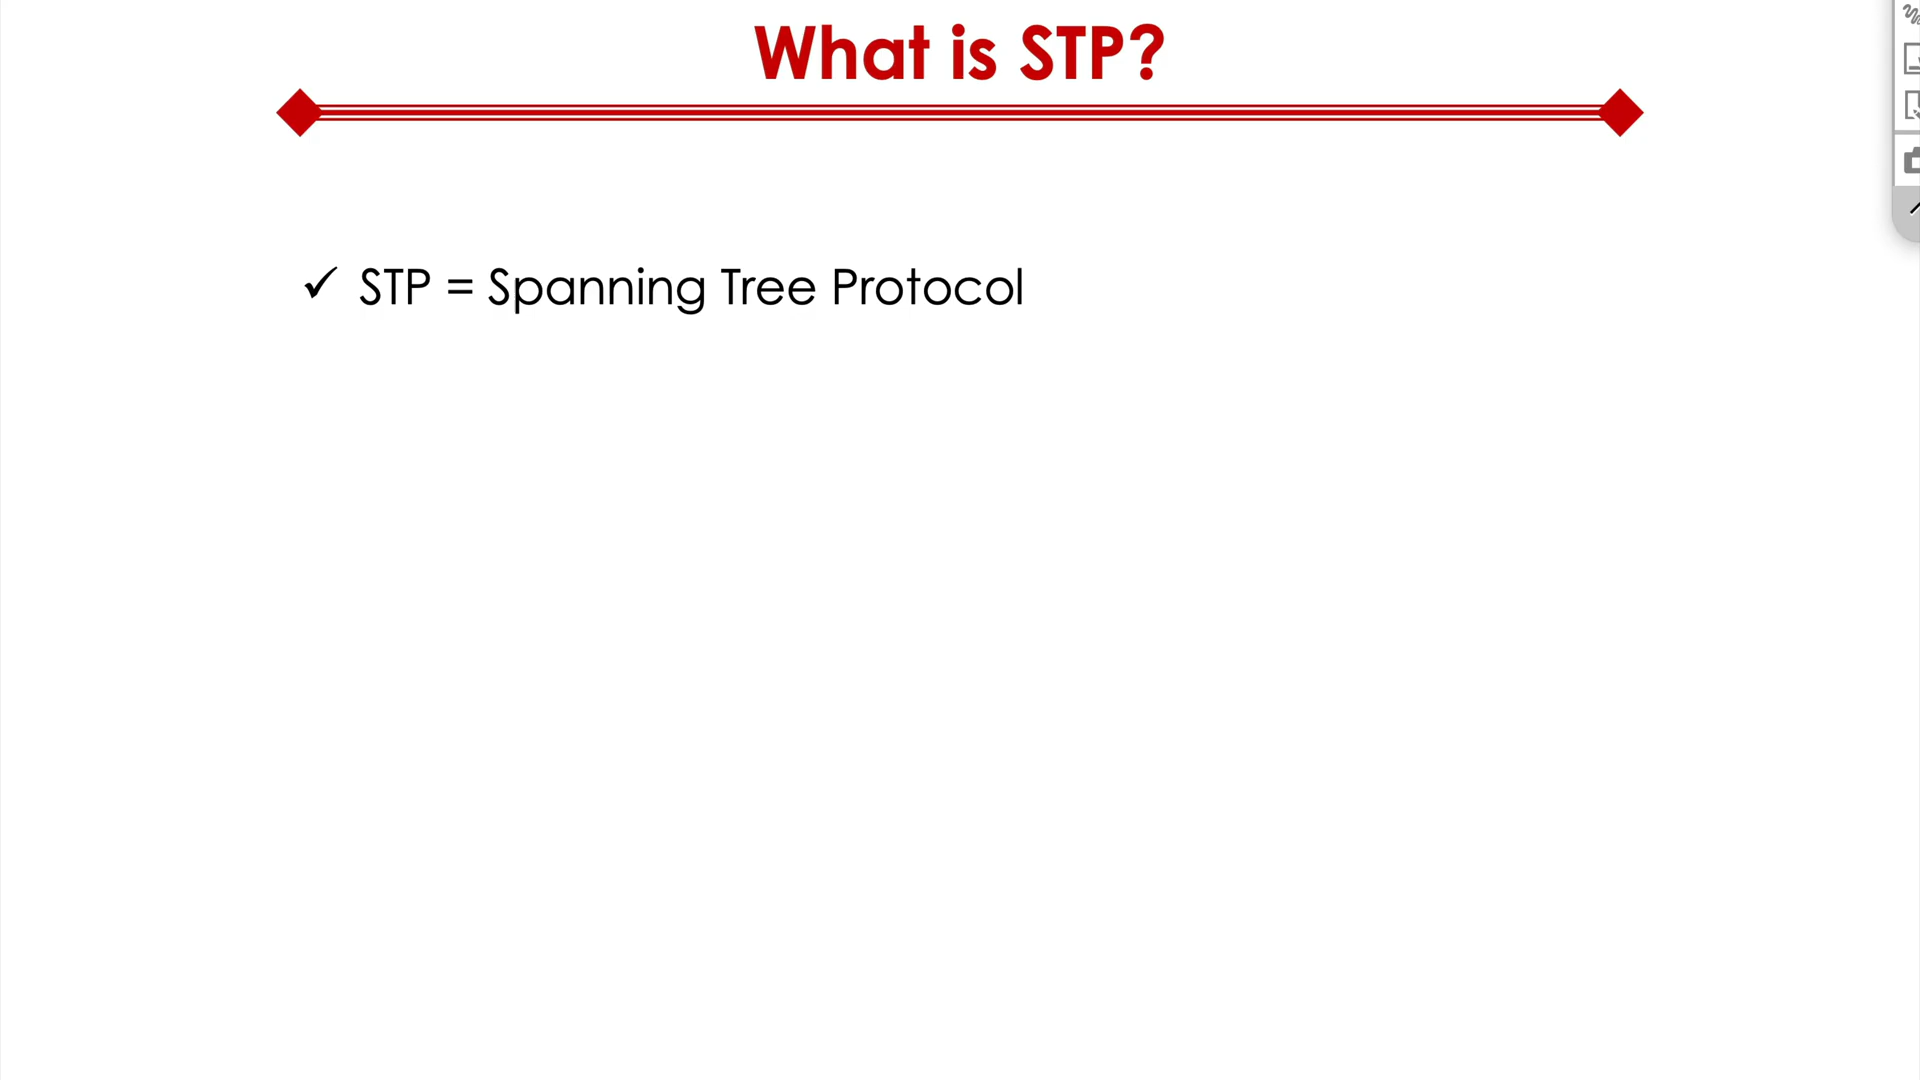 What is STP?
✓ STP = Spanning Tree Protocol